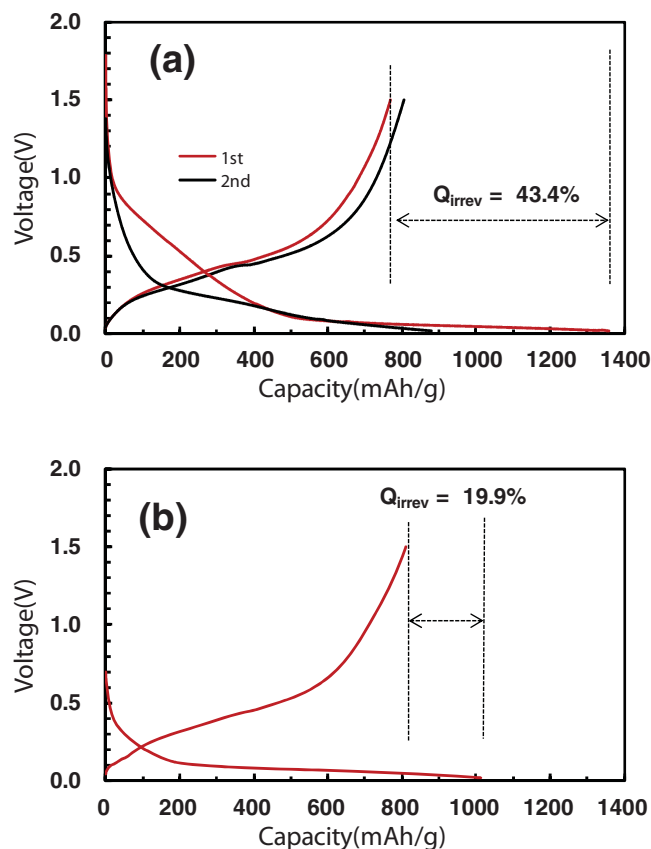 (a)
2.0
1.5
1.0
0.5
0.0
Voltage(V)
1st
2nd
Qirrev = 43.4%
0 200 400 600 800 1000 1200 1400
Capacity(mAh/g)
(b)
2.0
1.5
1.0
0.5
0.0
Voltage(V)
Qirrev = 19.9%
0 200 400 600 800 1000 1200 1400
Capacity(mAh/g)